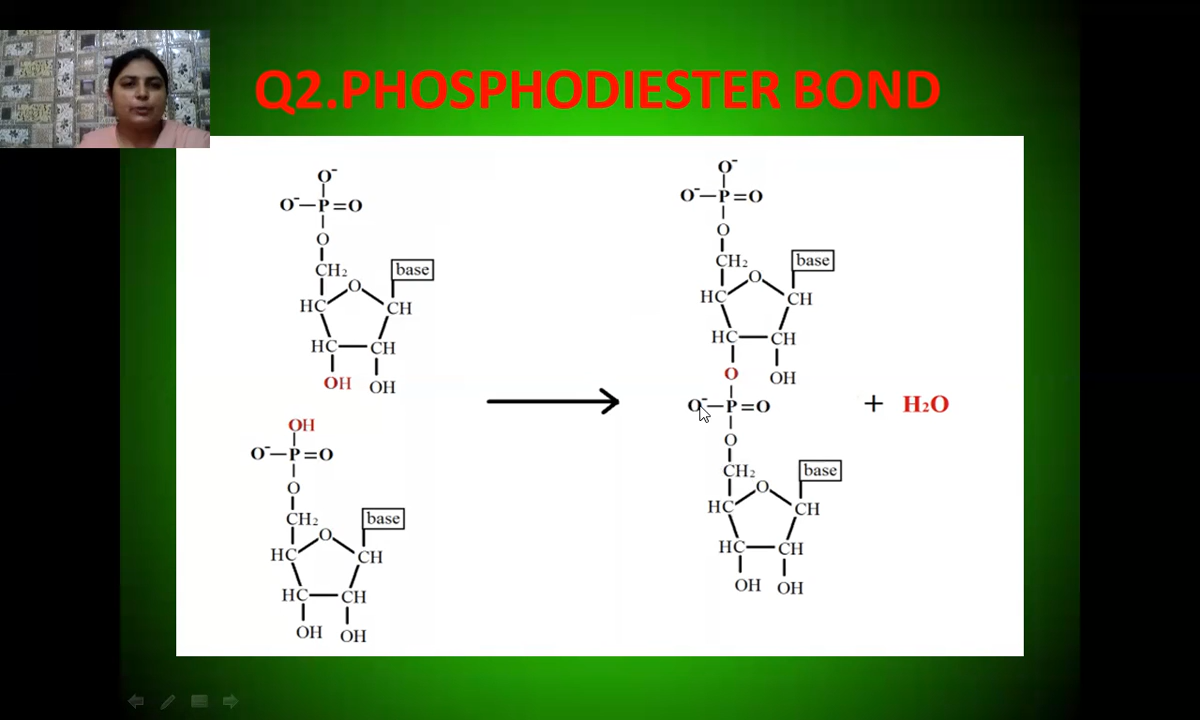 Q2.PHOSPHODIESTER BOND
O⁻
O⁻—P=O
O
CH₂
base
O
HC
CH
HC
CH
OH
OH
OH
O⁻—P=O
O
CH₂
base
O
HC
CH
HC
CH
OH
OH
O⁻
O⁻—P=O
O
CH₂
base
O
HC
CH
HC
CH
O
OH
O⁻—P=O
O
CH₂
base
O
HC
CH
HC
CH
OH
OH
+ H₂O